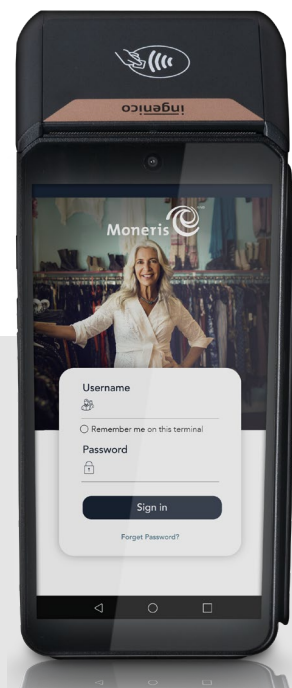 ingenico
Moneris
Username
Remember me on this terminal
Password
Sign in
Forget Password?